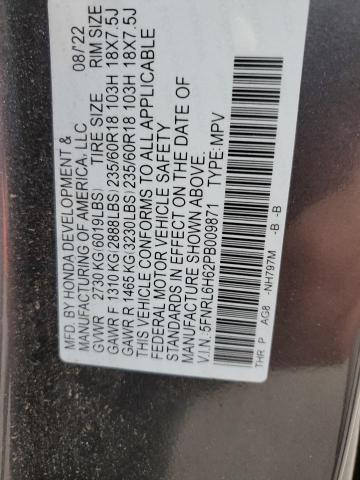 MFD. BY HONDA DEVELOPMENT & 08/'22
MANUFACTURING OF AMERICA, LLC.
GVWR 2730 KG(6019LBS) TIRE SIZE RIM SIZE
GAWR F 1310 KG(2888LBS) 235/60R18 103H 18X7.5J
GAWR R 1465 KG(3230LBS) 235/60R18 103H 18X7.5J
THIS VEHICLE CONFORMS TO ALL APPLICABLE
FEDERAL MOTOR VEHICLE SAFETY
STANDARDS IN EFFECT ON THE DATE OF
MANUFACTURE SHOWN ABOVE.
V.I.N.:5FNRL6H62PB009871 TYPE:MPV
THR P AG8 -NH797M -B -B